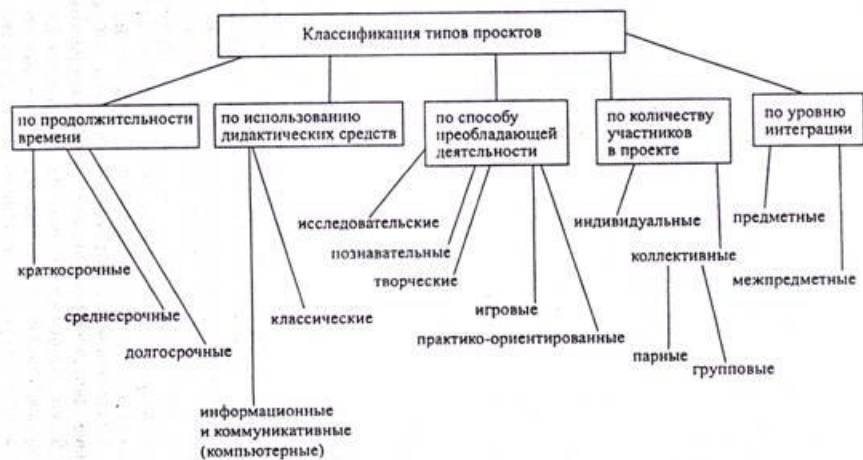 Классификация типов проектов
по продолжительности
времени
по использованию
дидактических средств
по способу
преобладающей
деятельности
по количеству
участников
в проекте
по уровню
интеграции
краткосрочные
среднесрочные
долгосрочные
классические
информационные
и коммуникативные
(компьютерные)
исследовательские
познавательные
творческие
игровые
практико-ориентированные
индивидуальные
коллективные
парные
групповые
предметные
межпредметные